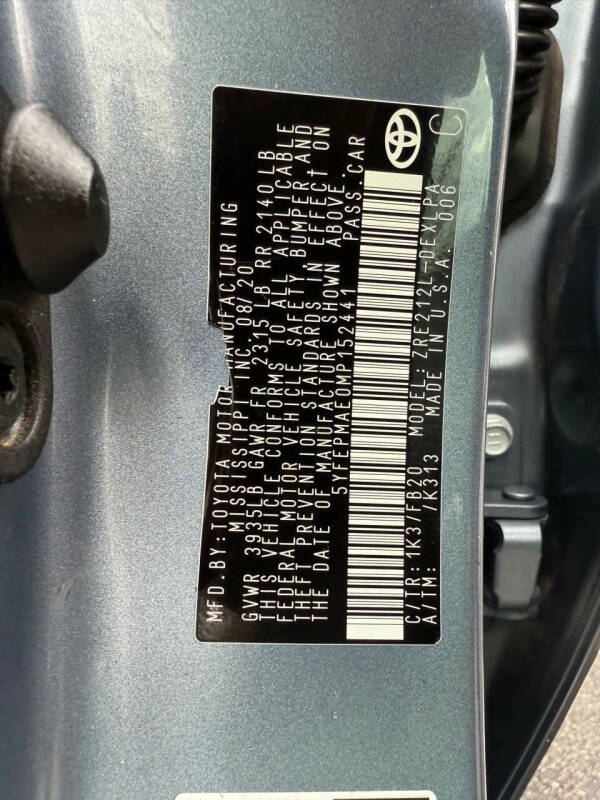 MFD.BY:TOYOTA MOTOR MANUFACTURING
MISSISSIPPI INC. 08/20
GVWR 3935LB GAWR FR 2315 LB RR 2140LB
THIS VEHICLE CONFORMS TO ALL APPLICABLE
FEDERAL MOTOR VEHICLE SAFETY, BUMPER AND
THEFT PREVENTION STANDARDS IN EFFECT ON
THE DATE OF MANUFACTURE SHOWN ABOVE.
5YFEPMAE0MP152441 PASS.CAR
C/TR:1K3/FB20 MODEL:ZRE212L-DEXLPA
A/TM: /K313 MADE IN U.S.A. 006 C